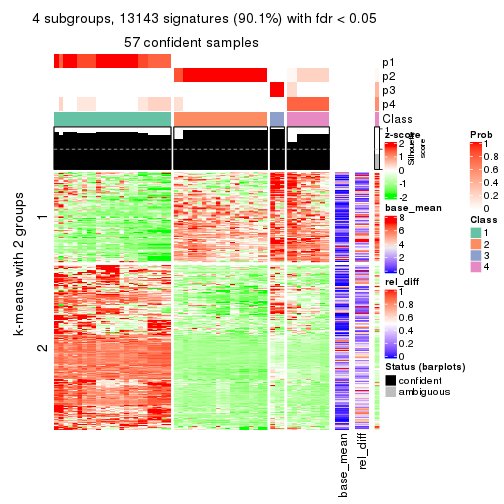 4 subgroups, 13143 signatures (90.1%) with fdr < 0.05
57 confident samples
p1
p2
p3
p4
Class
1
Silhouette
score
k-means with 2 groups
1
2
base_mean
rel_diff
z-score
2
1
0
-1
-2
base_mean
8
6
4
2
0
rel_diff
1
0.8
0.6
0.4
0.2
0
Status (barplots)
confident
ambiguous
Prob
1
0.8
0.6
0.4
0.2
0
Class
1
2
3
4